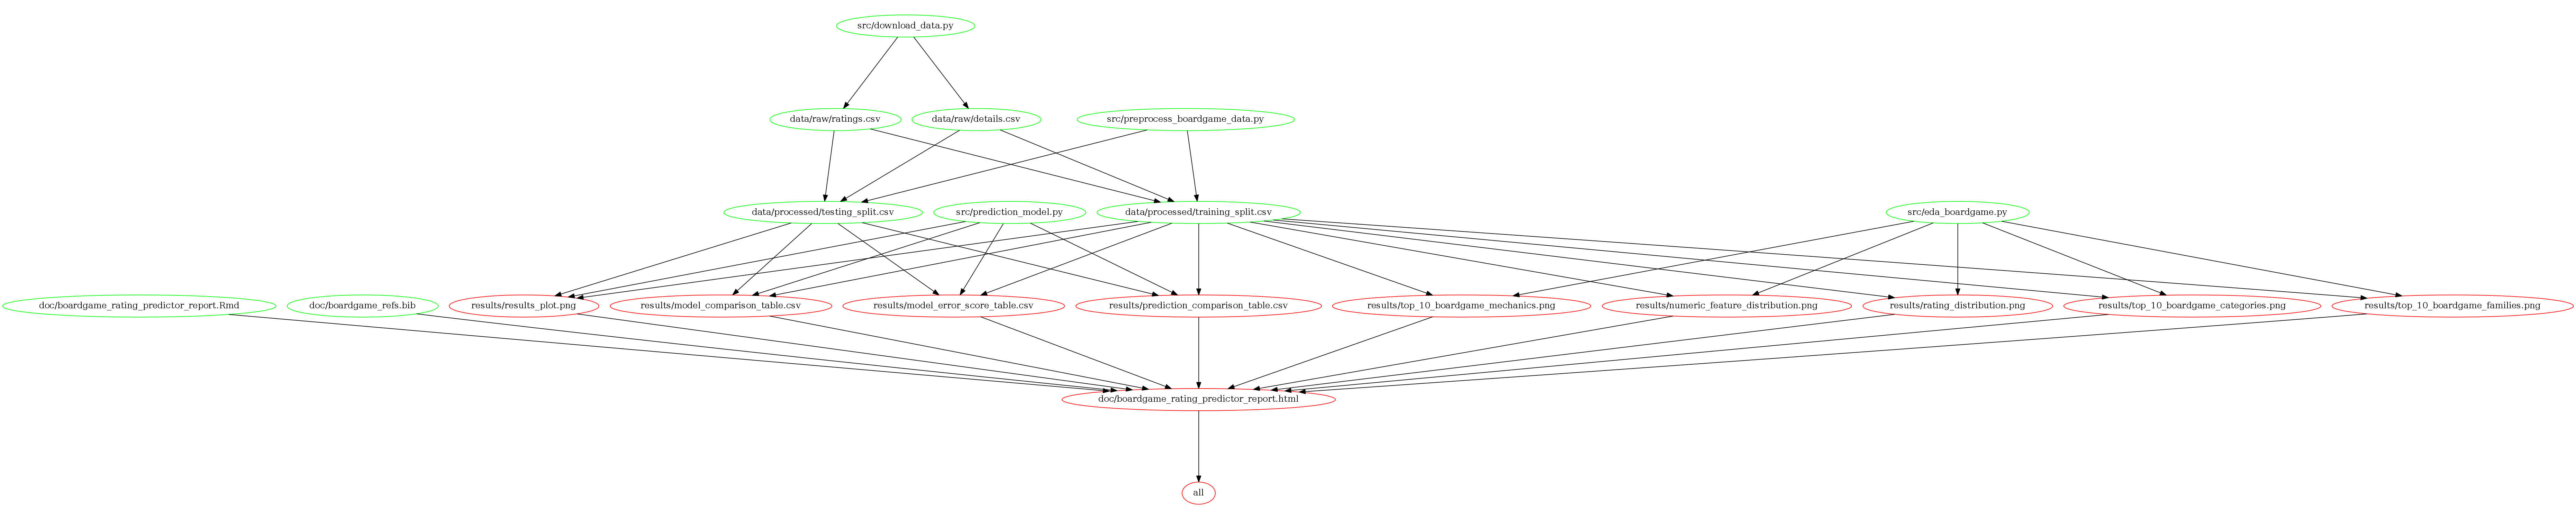 src/download_data.py
data/raw/ratings.csv
data/raw/details.csv
src/preprocess_boardgame_data.py
data/processed/testing_split.csv
src/prediction_model.py
data/processed/training_split.csv
src/eda_boardgame.py
doc/boardgame_rating_predictor_report.Rmd
doc/boardgame_refs.bib
results/results_plot.png
results/model_comparison_table.csv
results/model_error_score_table.csv
results/prediction_comparison_table.csv
results/top_10_boardgame_mechanics.png
results/numeric_feature_distribution.png
results/rating_distribution.png
results/top_10_boardgame_categories.png
results/top_10_boardgame_families.png
doc/boardgame_rating_predictor_report.html
all